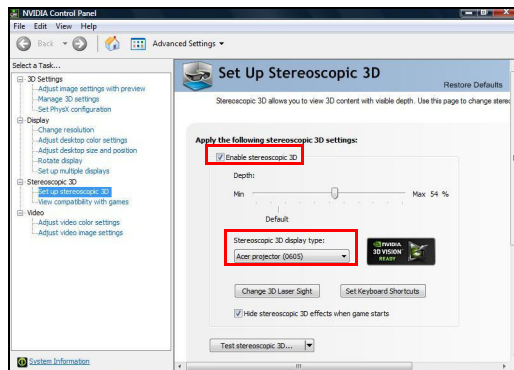 NVIDIA Control Panel
File Edit View Help
Back
Advanced Settings
Select a Task...
3D Settings
Adjust image settings with preview
Manage 3D settings
Set PhysX configuration
Display
Change resolution
Adjust desktop color settings
Adjust desktop size and position
Rotate display
Set up multiple displays
Stereoscopic 3D
Set up stereoscopic 3D
View compatibility with games
Video
Adjust video color settings
Adjust video image settings
System Information
Set Up Stereoscopic 3D
Restore Defaults
Stereoscopic 3D allows you to view 3D content with visible depth. Use this page to change stereo
Apply the following stereoscopic 3D settings:
Enable stereoscopic 3D
Depth:
Min Max 54 %
Default
Stereoscopic 3D display type:
Acer projector (0605)
NVIDIA
3D VISION
READY
Change 3D Laser Sight Set Keyboard Shortcuts
Hide stereoscopic 3D effects when game starts
Test stereoscopic 3D...